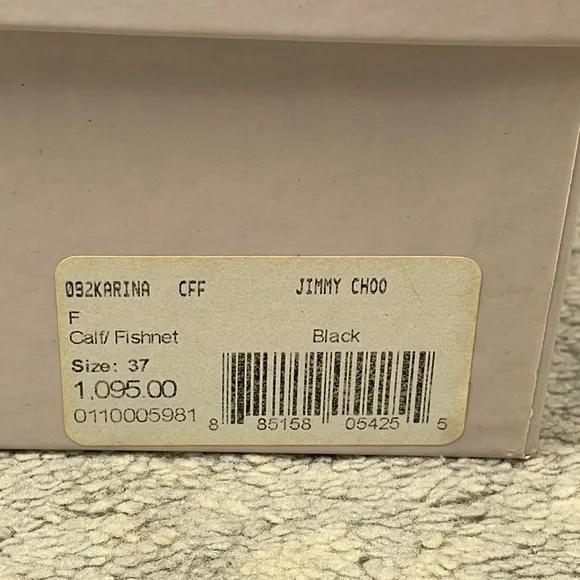 092KARINA CFF JIMMY CHOO
F
Calf/ Fishnet Black
Size: 37
1,095.00
0110005981
8 85158 05425 5